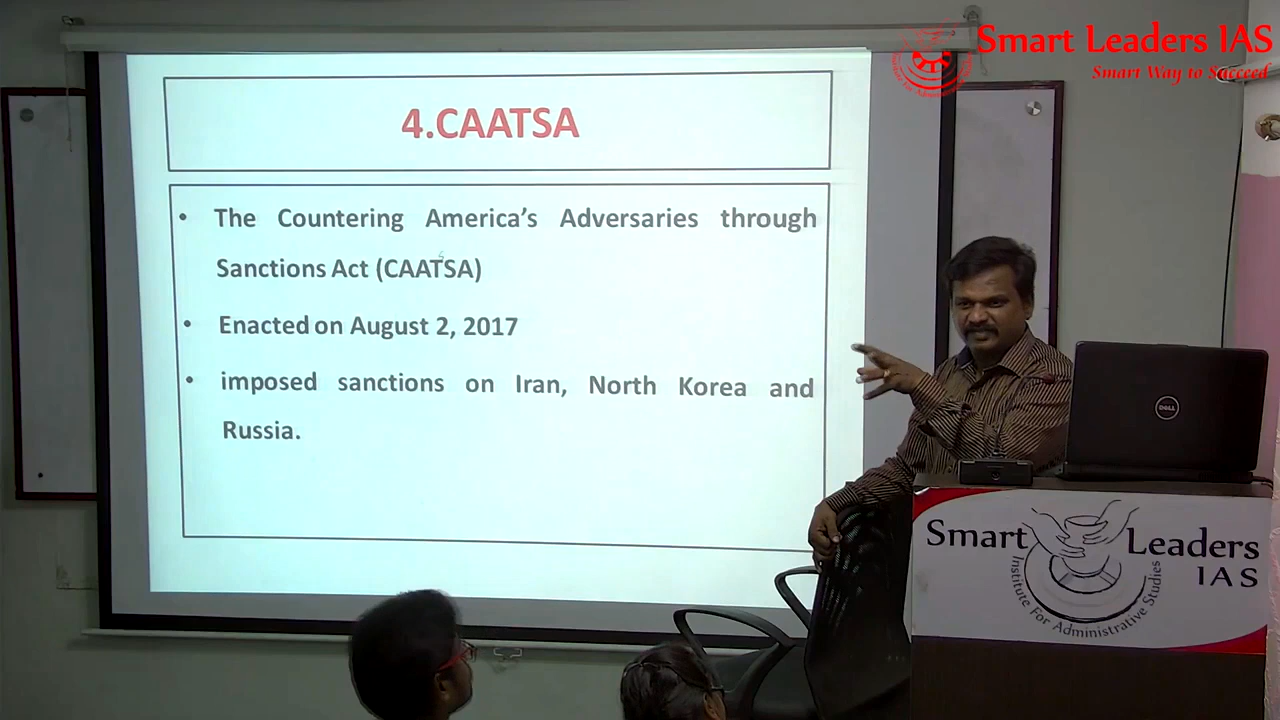 Smart Leaders IAS
Smart Way to Succeed
4.CAATSA
• The Countering America's Adversaries through
Sanctions Act (CAATSA)
• Enacted on August 2, 2017
• imposed sanctions on Iran, North Korea and
Russia.
DELL
Smart Leaders
IAS
Institute For Administrative Studies